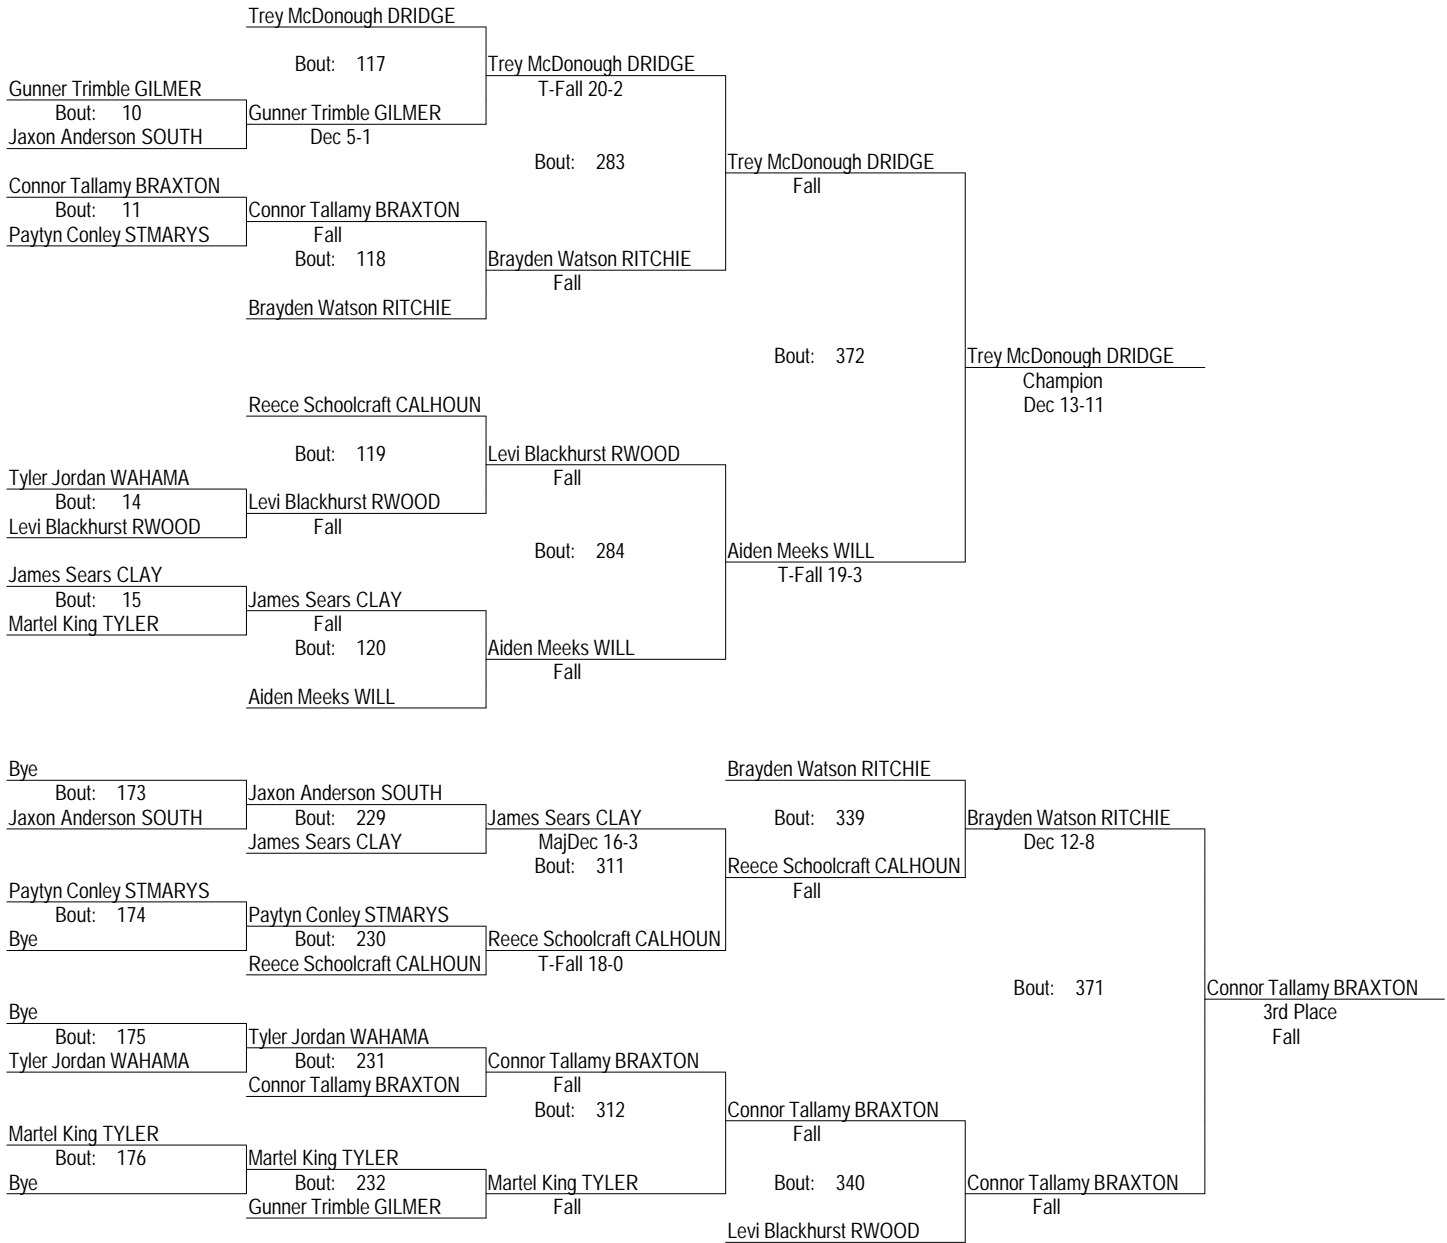 Trey McDonough DRIDGE
Bout: 117
Trey McDonough DRIDGE
T-Fall 20-2
Gunner Trimble GILMER
Bout: 10
Jaxon Anderson SOUTH
Gunner Trimble GILMER
Dec 5-1
Bout: 283
Trey McDonough DRIDGE
Fall
Connor Tallamy BRAXTON
Bout: 11
Paytyn Conley STMARYS
Connor Tallamy BRAXTON
Fall
Bout: 118
Brayden Watson RITCHIE
Fall
Brayden Watson RITCHIE
Bout: 372
Trey McDonough DRIDGE
Champion
Dec 13-11
Reece Schoolcraft CALHOUN
Bout: 119
Levi Blackhurst RWOOD
Fall
Tyler Jordan WAHAMA
Bout: 14
Levi Blackhurst RWOOD
Levi Blackhurst RWOOD
Fall
Bout: 284
Aiden Meeks WILL
T-Fall 19-3
James Sears CLAY
Bout: 15
Martel King TYLER
James Sears CLAY
Fall
Bout: 120
Aiden Meeks WILL
Fall
Aiden Meeks WILL
Bye
Bout: 173
Jaxon Anderson SOUTH
Jaxon Anderson SOUTH
Bout: 229
James Sears CLAY
James Sears CLAY
MajDec 16-3
Bout: 311
Brayden Watson RITCHIE
Bout: 339
Reece Schoolcraft CALHOUN
Fall
Brayden Watson RITCHIE
Dec 12-8
Paytyn Conley STMARYS
Bout: 174
Bye
Paytyn Conley STMARYS
Bout: 230
Reece Schoolcraft CALHOUN
Reece Schoolcraft CALHOUN
T-Fall 18-0
Bout: 371
Connor Tallamy BRAXTON
3rd Place
Fall
Bye
Bout: 175
Tyler Jordan WAHAMA
Tyler Jordan WAHAMA
Bout: 231
Connor Tallamy BRAXTON
Connor Tallamy BRAXTON
Fall
Bout: 312
Connor Tallamy BRAXTON
Fall
Martel King TYLER
Bout: 176
Bye
Martel King TYLER
Bout: 232
Gunner Trimble GILMER
Martel King TYLER
Fall
Bout: 340
Levi Blackhurst RWOOD
Connor Tallamy BRAXTON
Fall